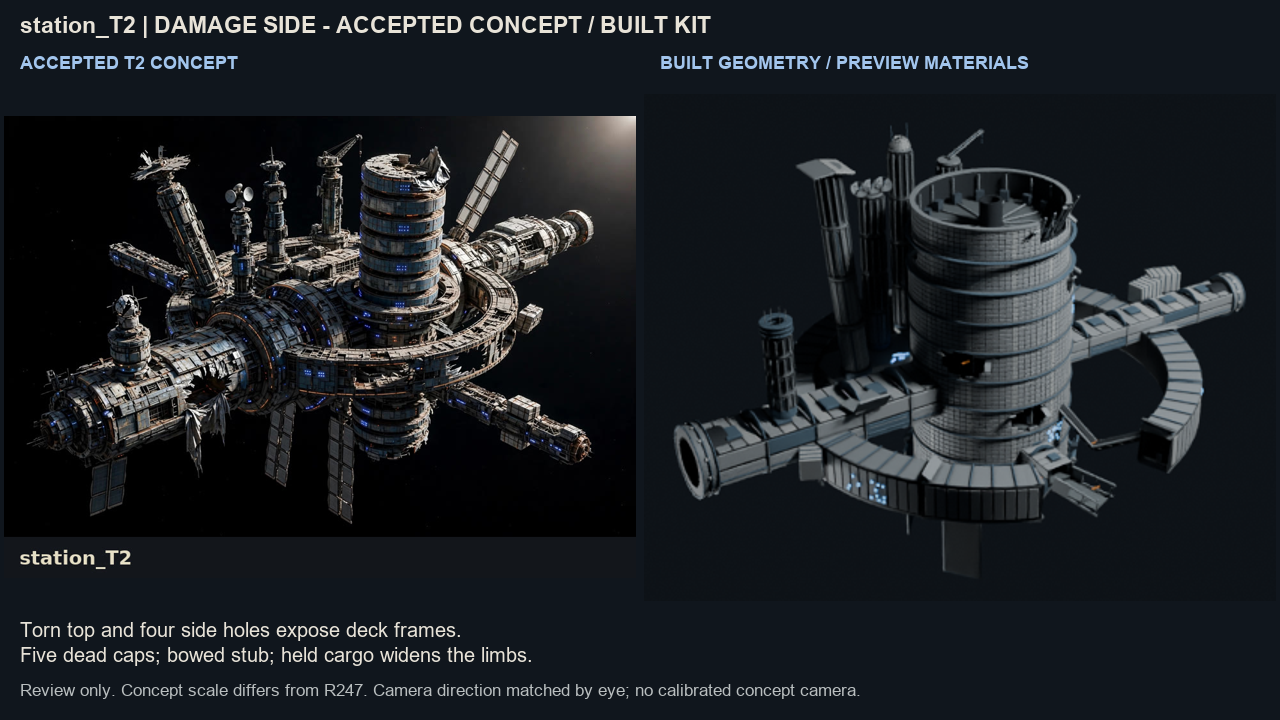 station_T2 | DAMAGE SIDE - ACCEPTED CONCEPT / BUILT KIT
ACCEPTED T2 CONCEPT
BUILT GEOMETRY / PREVIEW MATERIALS
station_T2
Torn top and four side holes expose deck frames.
Five dead caps; bowed stub; held cargo widens the limbs.
Review only. Concept scale differs from R247. Camera direction matched by eye; no calibrated concept camera.